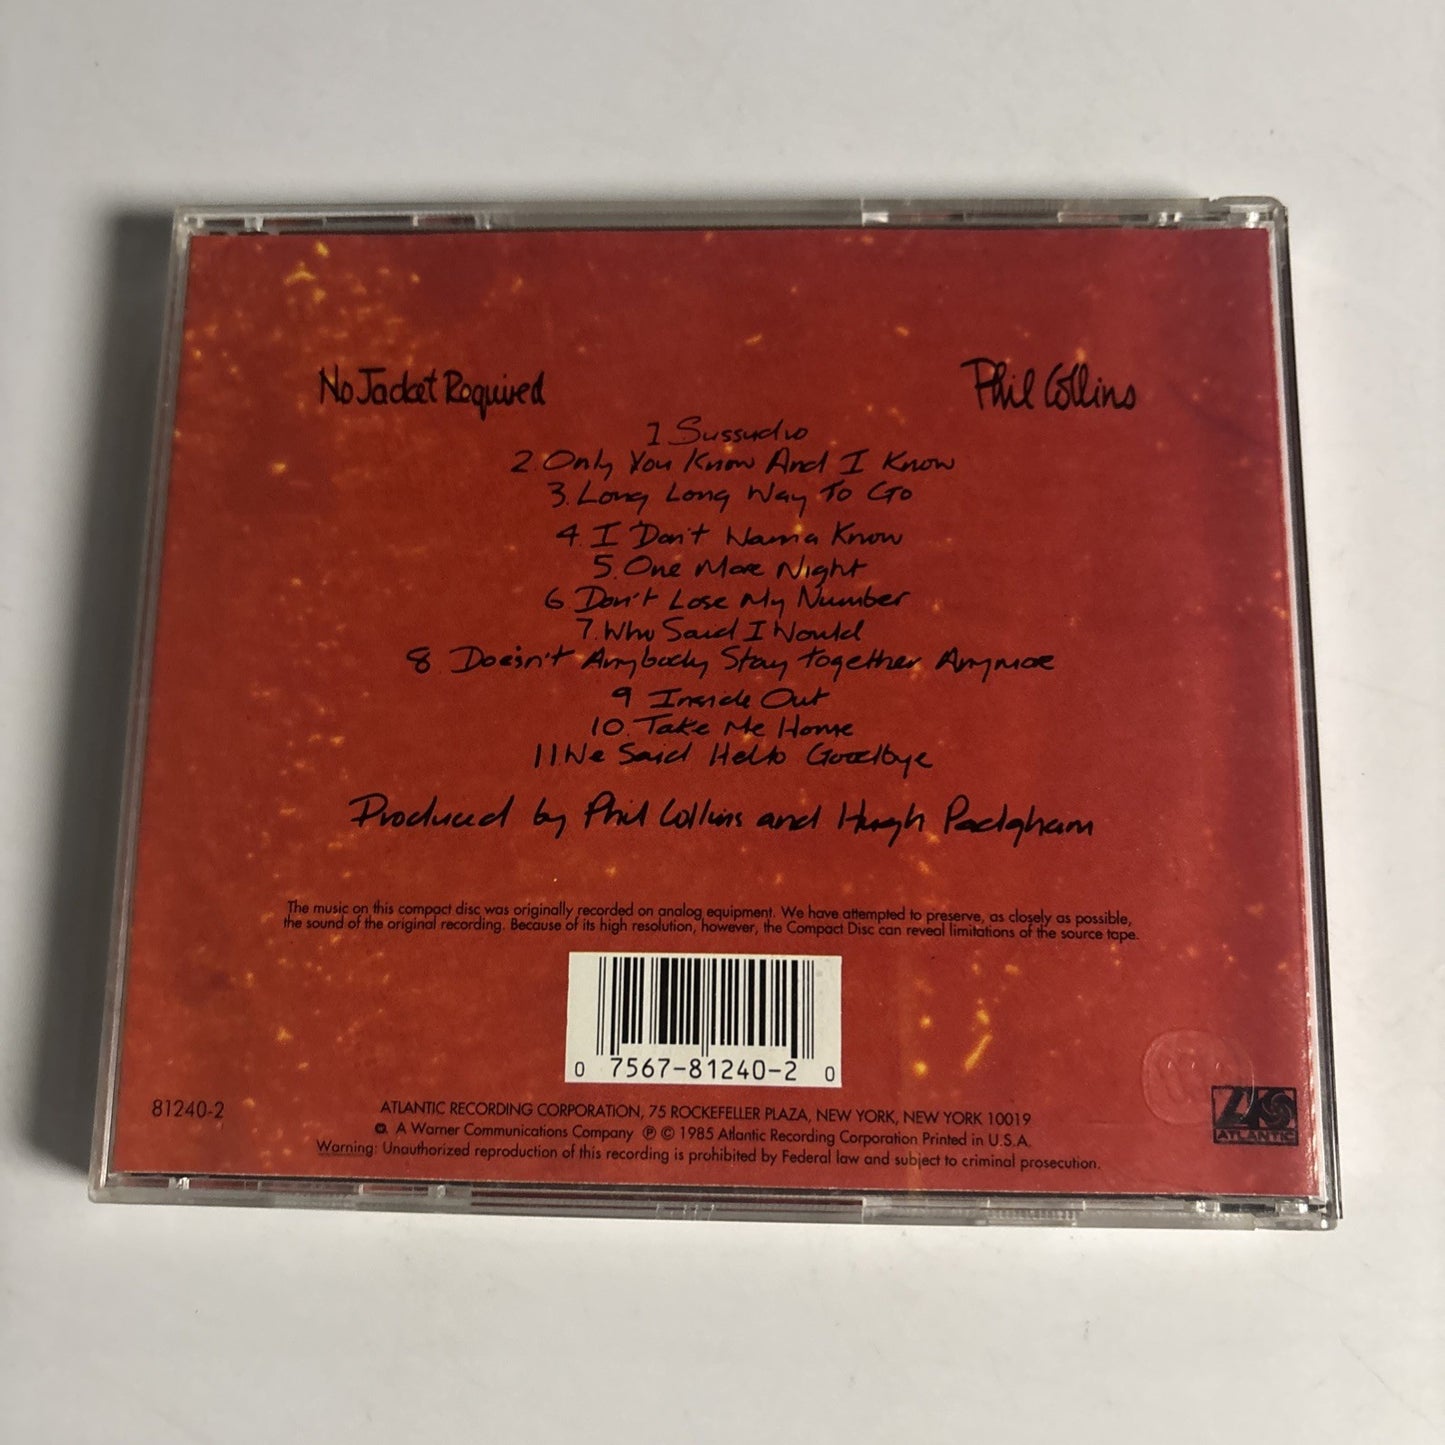 No Jacket Required
Phil Collins
1 Sussudio
2. Only You Know And I Know
3. Long Long Way To Go
4. I Don't Wanna Know
5. One More Night
6 Don't Lose My Number
7. Who Said I Would
8. Doesn't Anybody Stay Together Anymore
9 Inside Out
10. Take Me Home
11 We Said Hello Goodbye
Produced by Phil Collins and Hugh Padgham
The music on this compact disc was originally recorded on analog equipment. We have attempted to preserve, as closely as possible,
the sound of the original recording. Because of its high resolution, however, the Compact Disc can reveal limitations of the source tape.
0 7567-81240-2 0
81240-2
ATLANTIC RECORDING CORPORATION, 75 ROCKEFELLER PLAZA, NEW YORK, NEW YORK 10019
A Warner Communications Company ℗ © 1985 Atlantic Recording Corporation Printed in U.S.A.
Warning: Unauthorized reproduction of this recording is prohibited by Federal law and subject to criminal prosecution.
ATLANTIC